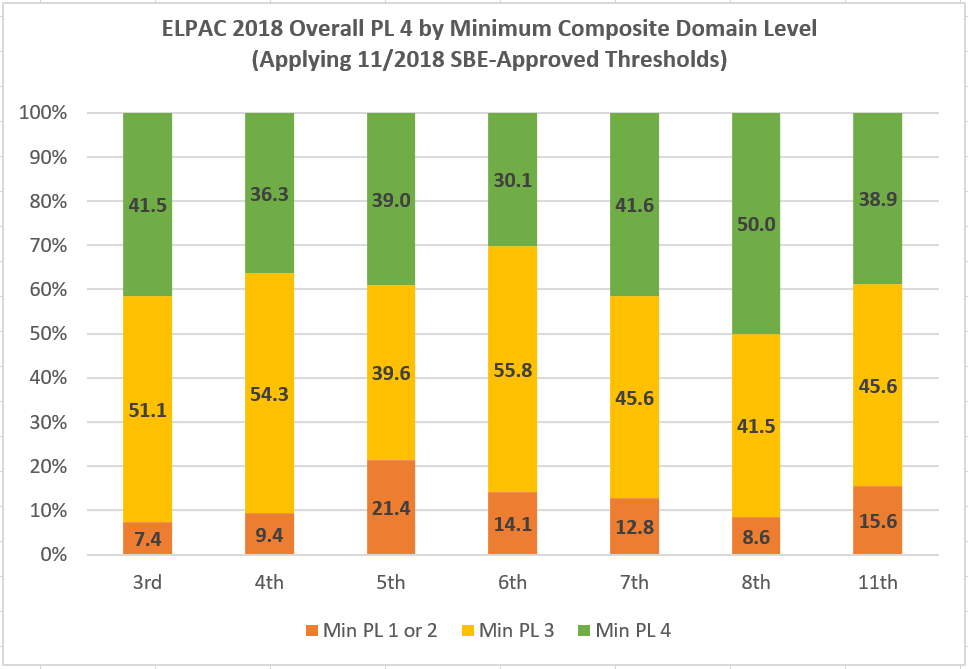 ELPAC 2018 Overall PL 4 by Minimum Composite Domain Level
(Applying 11/2018 SBE-Approved Thresholds)
100%
90%
80%
70%
60%
50%
40%
30%
20%
10%
0%
41.5 36.3 39.0 30.1 41.6 50.0 38.9
51.1 54.3 39.6 55.8 45.6 41.5 45.6
7.4 9.4 21.4 14.1 12.8 8.6 15.6
3rd 4th 5th 6th 7th 8th 11th
Min PL 1 or 2 Min PL 3 Min PL 4